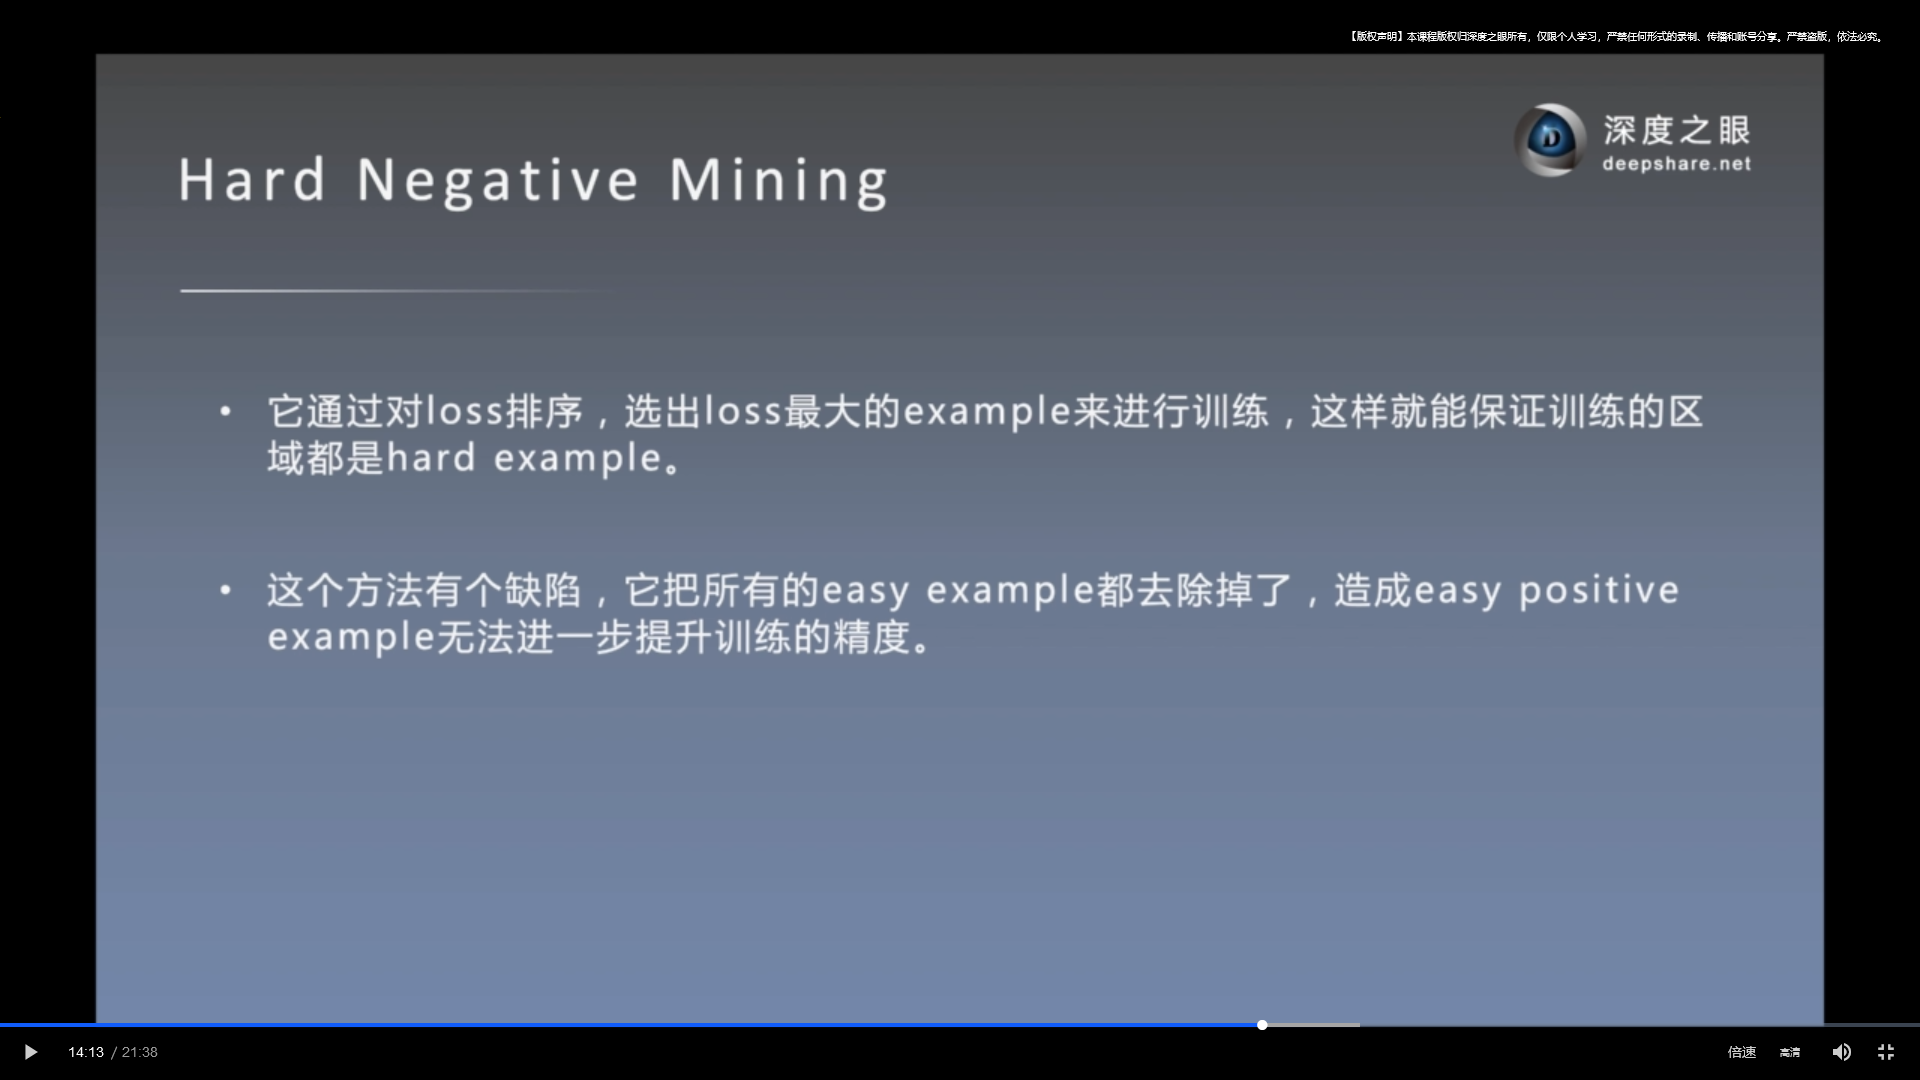 【版权声明】本课程版权归深度之眼所有，仅限个人学习，严禁任何形式的录制、传播和账号分享。严禁盗版，依法必究。
深度之眼
deepshare.net
Hard Negative Mining
• 它通过对loss排序，选出loss最大的example来进行训练，这样就能保证训练的区
域都是hard example。
• 这个方法有个缺陷，它把所有的easy example都去除掉了，造成easy positive
example无法进一步提升训练的精度。
14:13 / 21:38
倍速
高清